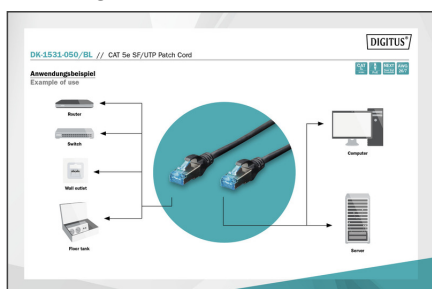 DIGITUS®
DK-1531-050/BL // CAT 5e SF/UTP Patch Cord
Anwendungsbeispiel
Example of use
Router
Switch
Wall outlet
Floor tank
Computer
Server